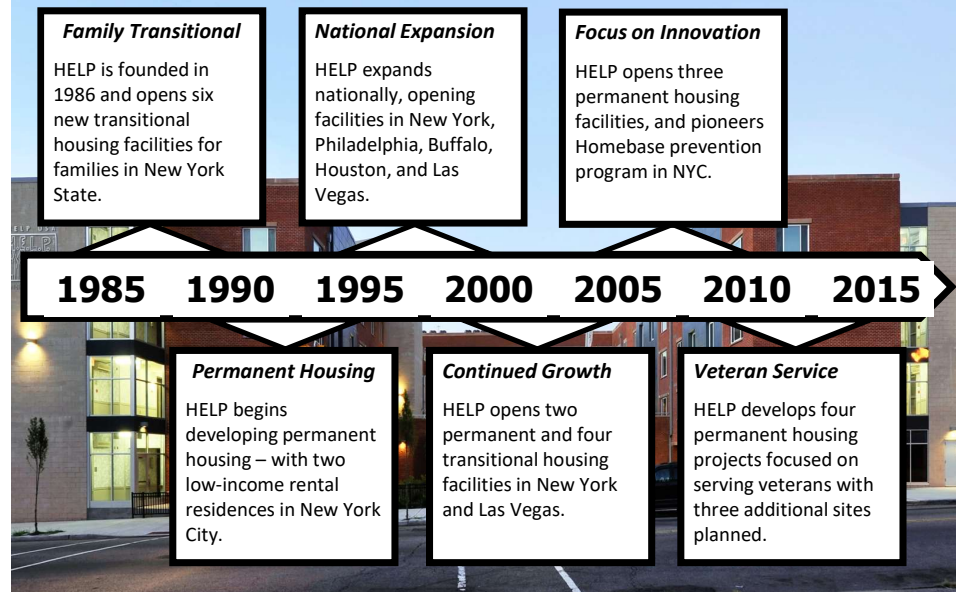 Family Transitional
HELP is founded in
1986 and opens six
new transitional
housing facilities for
families in New York
State.
National Expansion
HELP expands
nationally, opening
facilities in New York,
Philadelphia, Buffalo,
Houston, and Las
Vegas.
Focus on Innovation
HELP opens three
permanent housing
facilities, and pioneers
Homebase prevention
program in NYC.
HELP USA
HELP
1985 1990 1995 2000 2005 2010 2015
Permanent Housing
HELP begins
developing permanent
housing – with two
low-income rental
residences in New York
City.
Continued Growth
HELP opens two
permanent and four
transitional housing
facilities in New York
and Las Vegas.
Veteran Service
HELP develops four
permanent housing
projects focused on
serving veterans with
three additional sites
planned.